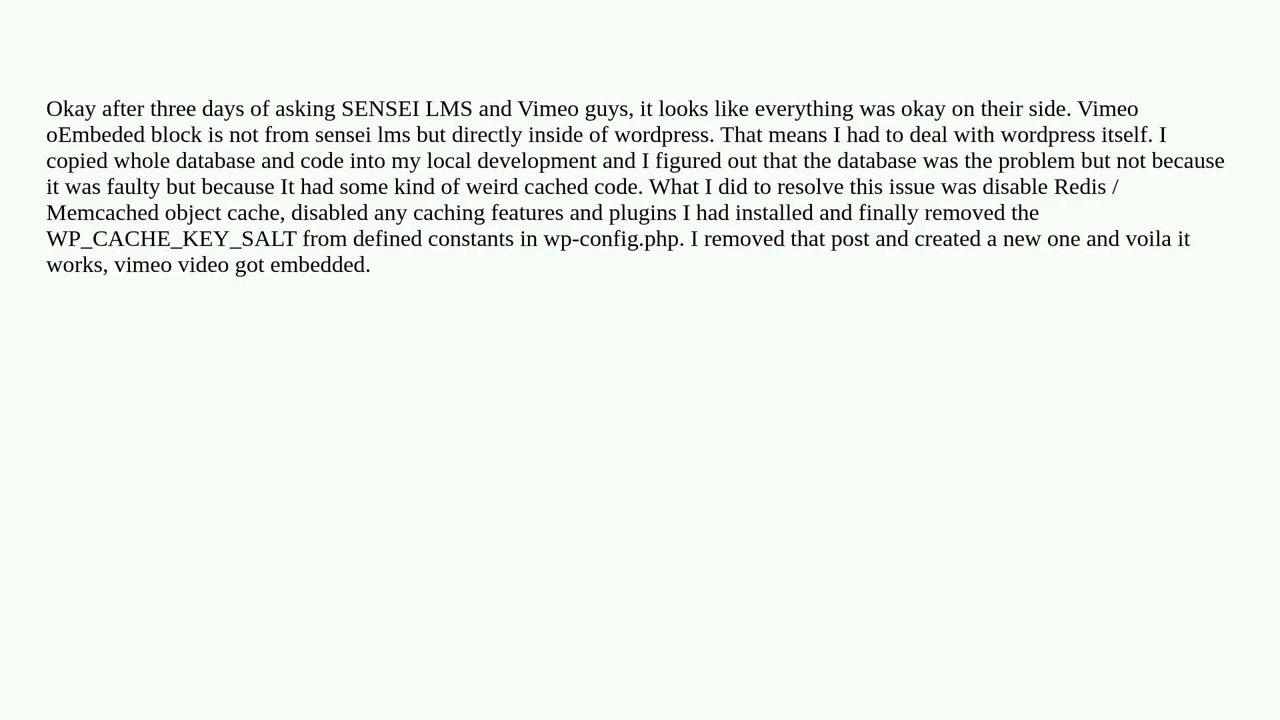 Okay after three days of asking SENSEI LMS and Vimeo guys, it looks like everything was okay on their side. Vimeo
oEmbeded block is not from sensei lms but directly inside of wordpress. That means I had to deal with wordpress itself. I
copied whole database and code into my local development and I figured out that the database was the problem but not because
it was faulty but because It had some kind of weird cached code. What I did to resolve this issue was disable Redis /
Memcached object cache, disabled any caching features and plugins I had installed and finally removed the
WP_CACHE_KEY_SALT from defined constants in wp-config.php. I removed that post and created a new one and voila it
works, vimeo video got embedded.